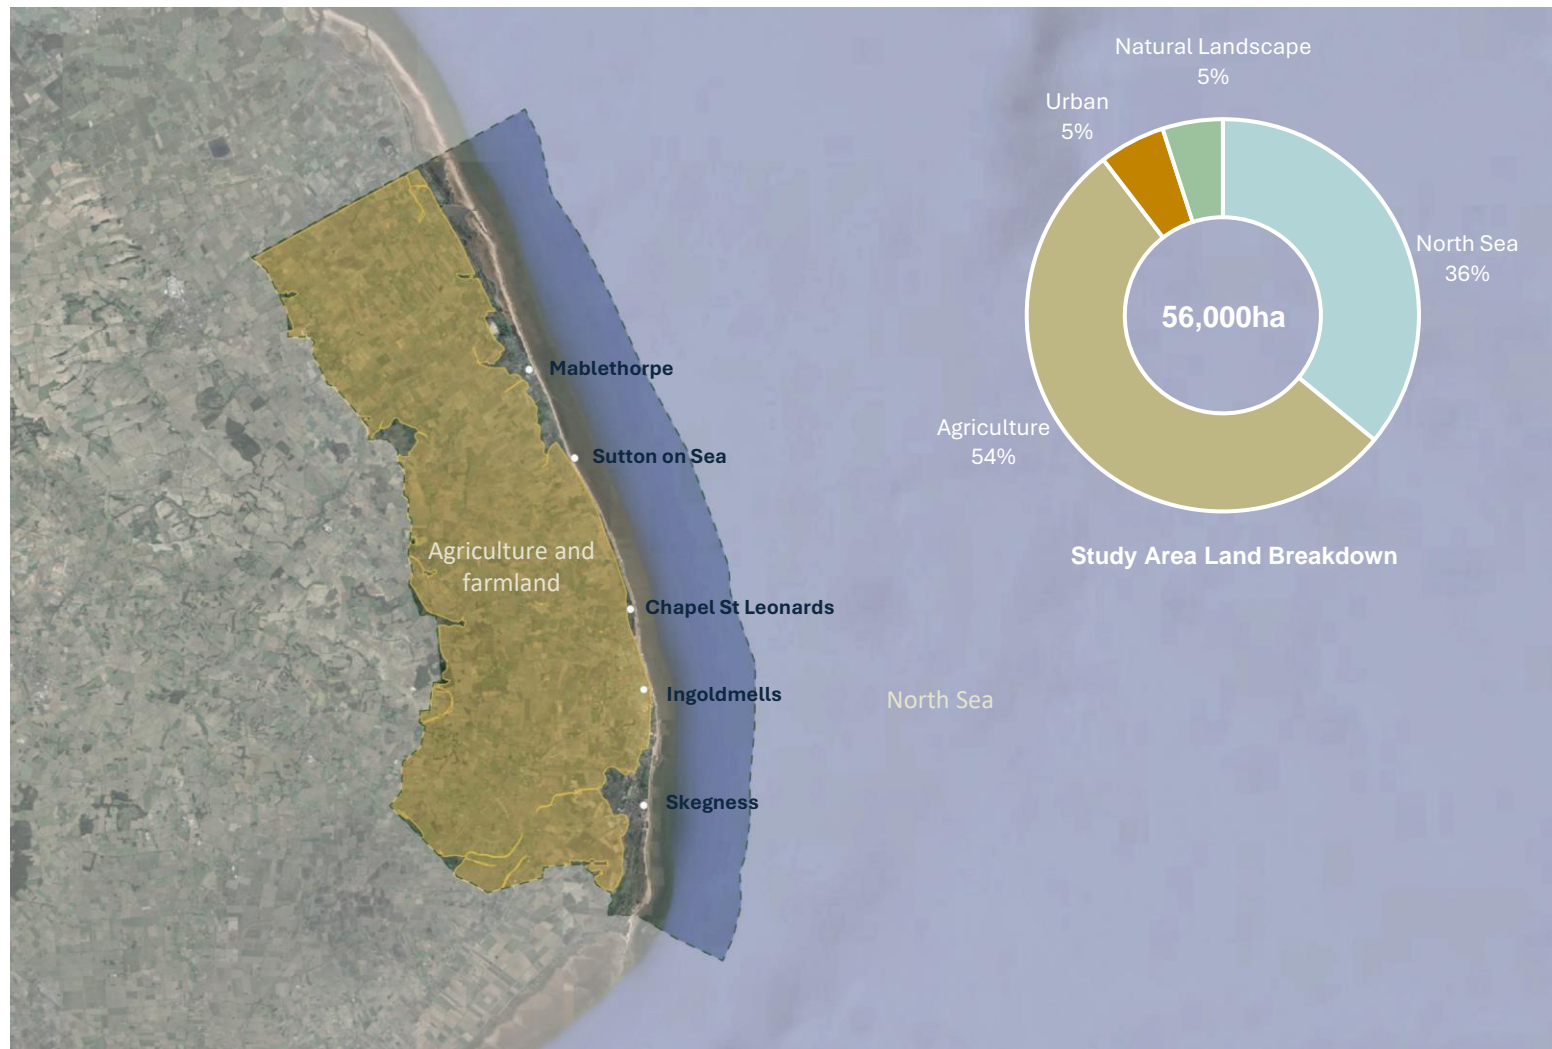 Natural Landscape
5%
Urban
5%
North Sea
36%
56,000ha
Agriculture
54%
Study Area Land Breakdown
Mablethorpe
Sutton on Sea
Agriculture and
farmland
Chapel St Leonards
Ingoldmells
North Sea
Skegness